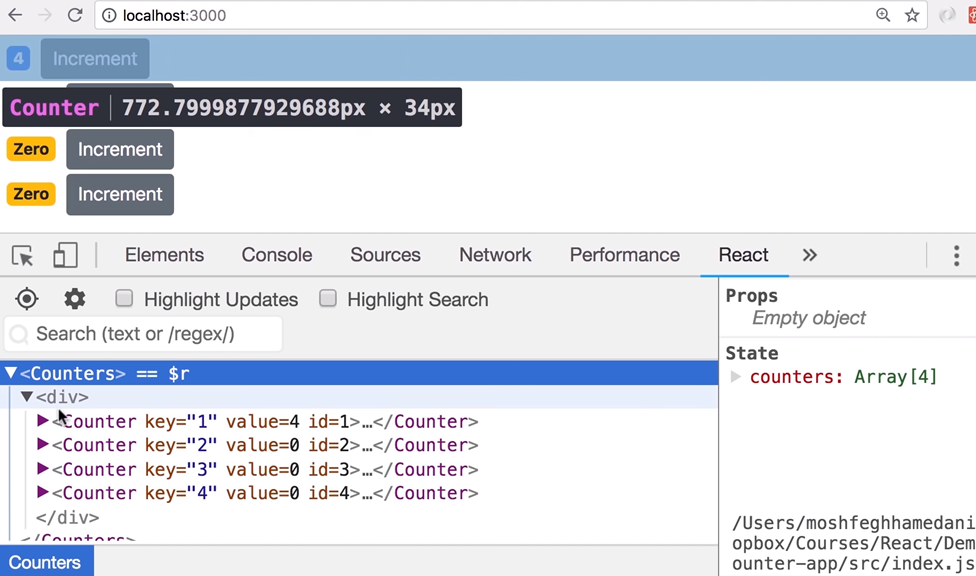 localhost:3000
4 Increment
Counter 772.7999877929688px × 34px
Zero Increment
Zero Increment
Elements Console Sources Network Performance React »
Highlight Updates Highlight Search
Search (text or /regex/)
<Counters> == $r
<div>
<Counter key="1" value=4 id=1>…</Counter>
<Counter key="2" value=0 id=2>…</Counter>
<Counter key="3" value=0 id=3>…</Counter>
<Counter key="4" value=0 id=4>…</Counter>
</div>
</Counters>
Counters
Props
Empty object
State
counters: Array[4]
/Users/moshfeghhamedani
opbox/Courses/React/Dem
ounter-app/src/index.js